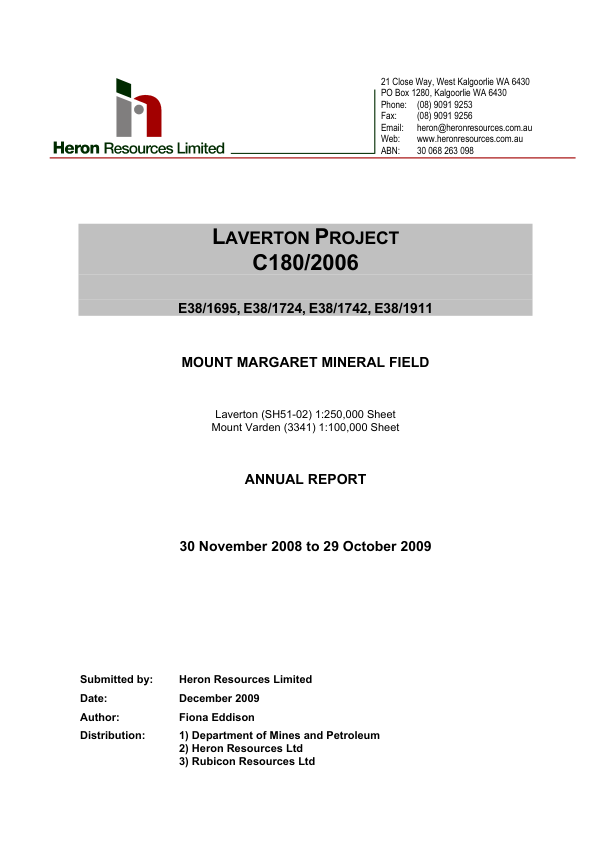 21 Close Way, West Kalgoorlie WA 6430
PO Box 1280, Kalgoorlie WA 6430
Phone: (08) 9091 9253
Fax: (08) 9091 9256
Email: heron@heronresources.com.au
Web: www.heronresources.com.au
ABN: 30 068 263 098
Heron Resources Limited
LAVERTON PROJECT
C180/2006
E38/1695, E38/1724, E38/1742, E38/1911
MOUNT MARGARET MINERAL FIELD
Laverton (SH51-02) 1:250,000 Sheet
Mount Varden (3341) 1:100,000 Sheet
ANNUAL REPORT
30 November 2008 to 29 October 2009
Submitted by: Heron Resources Limited
Date: December 2009
Author: Fiona Eddison
Distribution: 1) Department of Mines and Petroleum
2) Heron Resources Ltd
3) Rubicon Resources Ltd